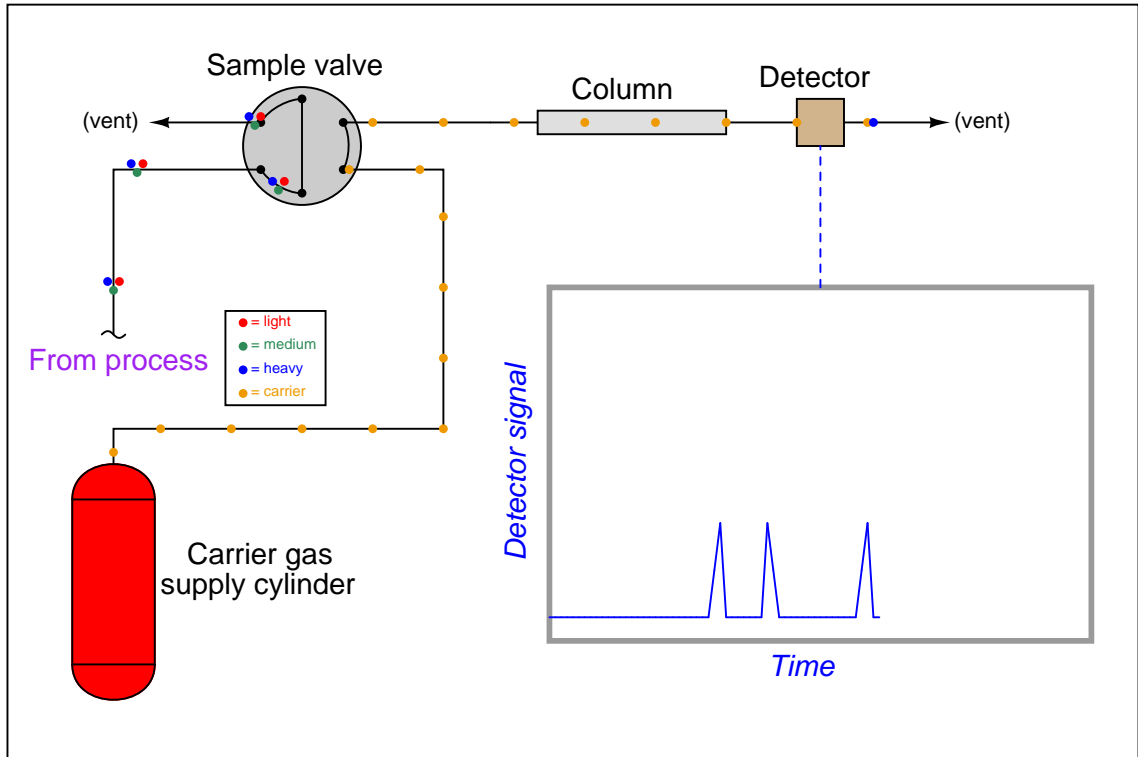 Sample valve
Column
Detector
(vent)
(vent)
= light
= medium
= heavy
= carrier
From process
Detector signal
Carrier gas
supply cylinder
Time